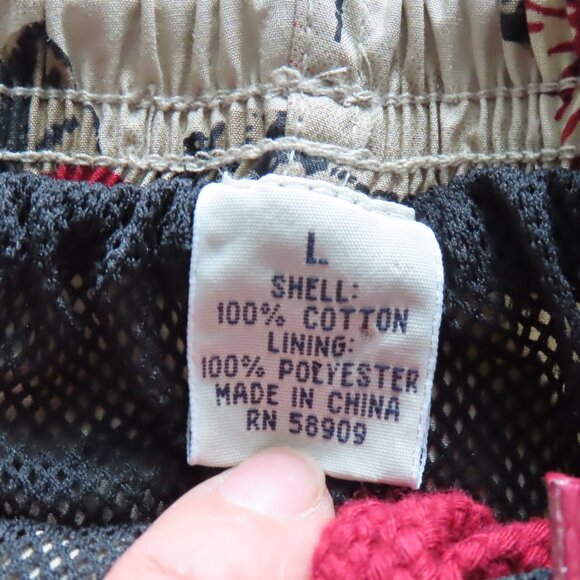 L
SHELL:
100% COTTON
LINING:
100% POLYESTER
MADE IN CHINA
RN 58909